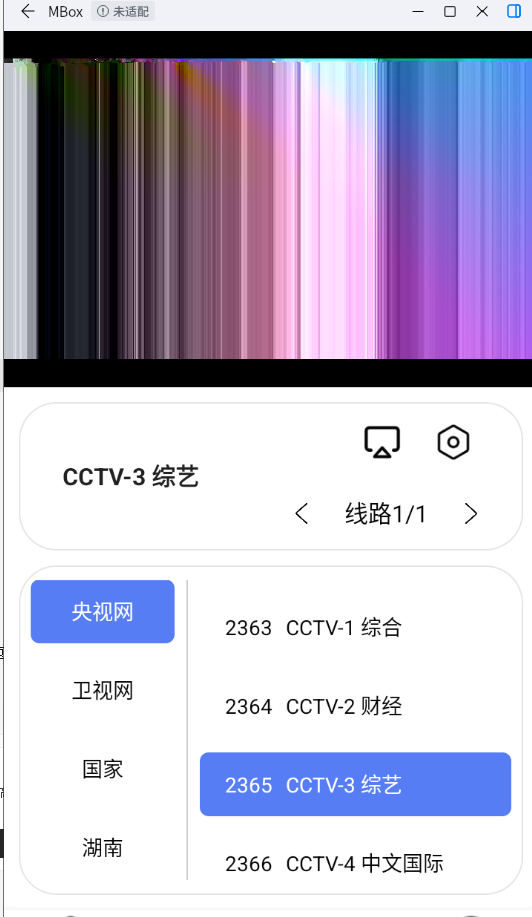 MBox 未适配
CCTV-3 综艺
线路1/1
央视网
卫视网
国家
湖南
2363 CCTV-1 综合
2364 CCTV-2 财经
2365 CCTV-3 综艺
2366 CCTV-4 中文国际